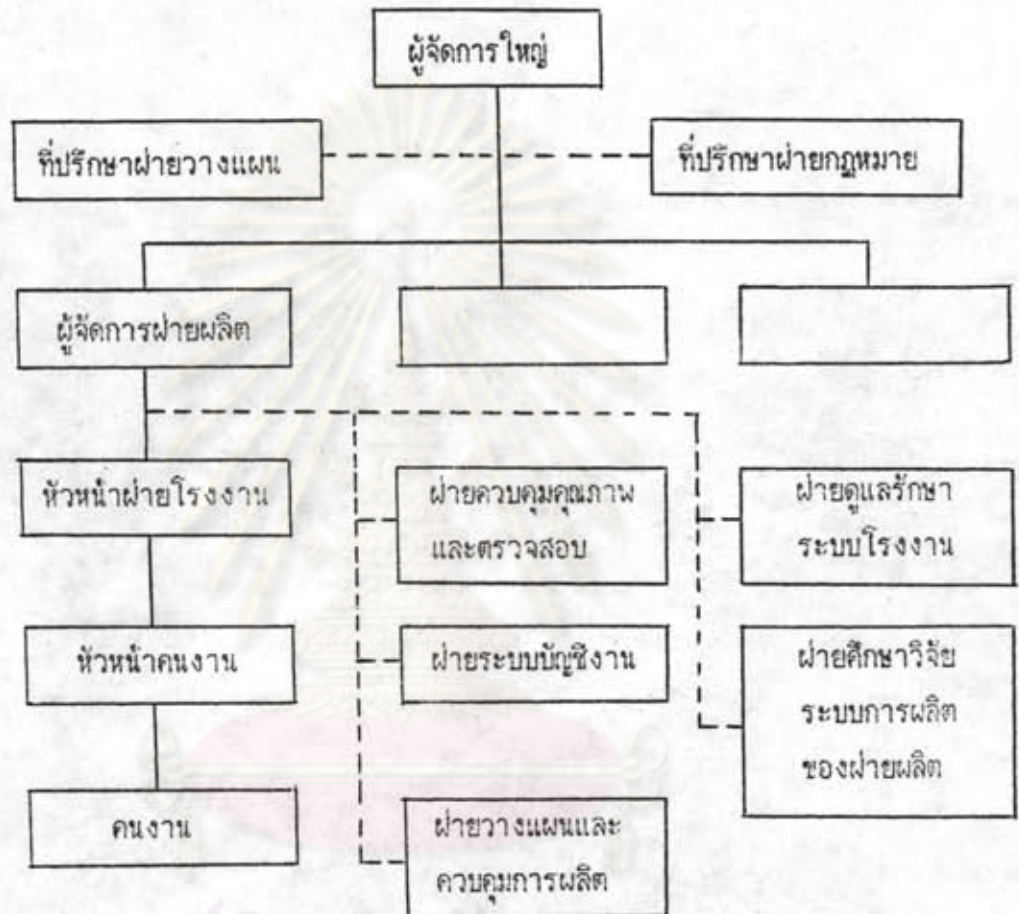 ผู้จัดการใหญ่
ที่ปรึกษาฝ่ายวางแผน
ที่ปรึกษาฝ่ายกฎหมาย
ผู้จัดการฝ่ายผลิต
หัวหน้าฝ่ายโรงงาน
ฝ่ายควบคุมคุณภาพ
และตรวจสอบ
ฝ่ายดูแลรักษา
ระบบโรงงาน
หัวหน้าคนงาน
ฝ่ายระบบบัญชีงาน
ฝ่ายศึกษาวิจัย
ระบบการผลิต
ของฝ่ายผลิต
คนงาน
ฝ่ายวางแผนและ
ควบคุมการผลิต